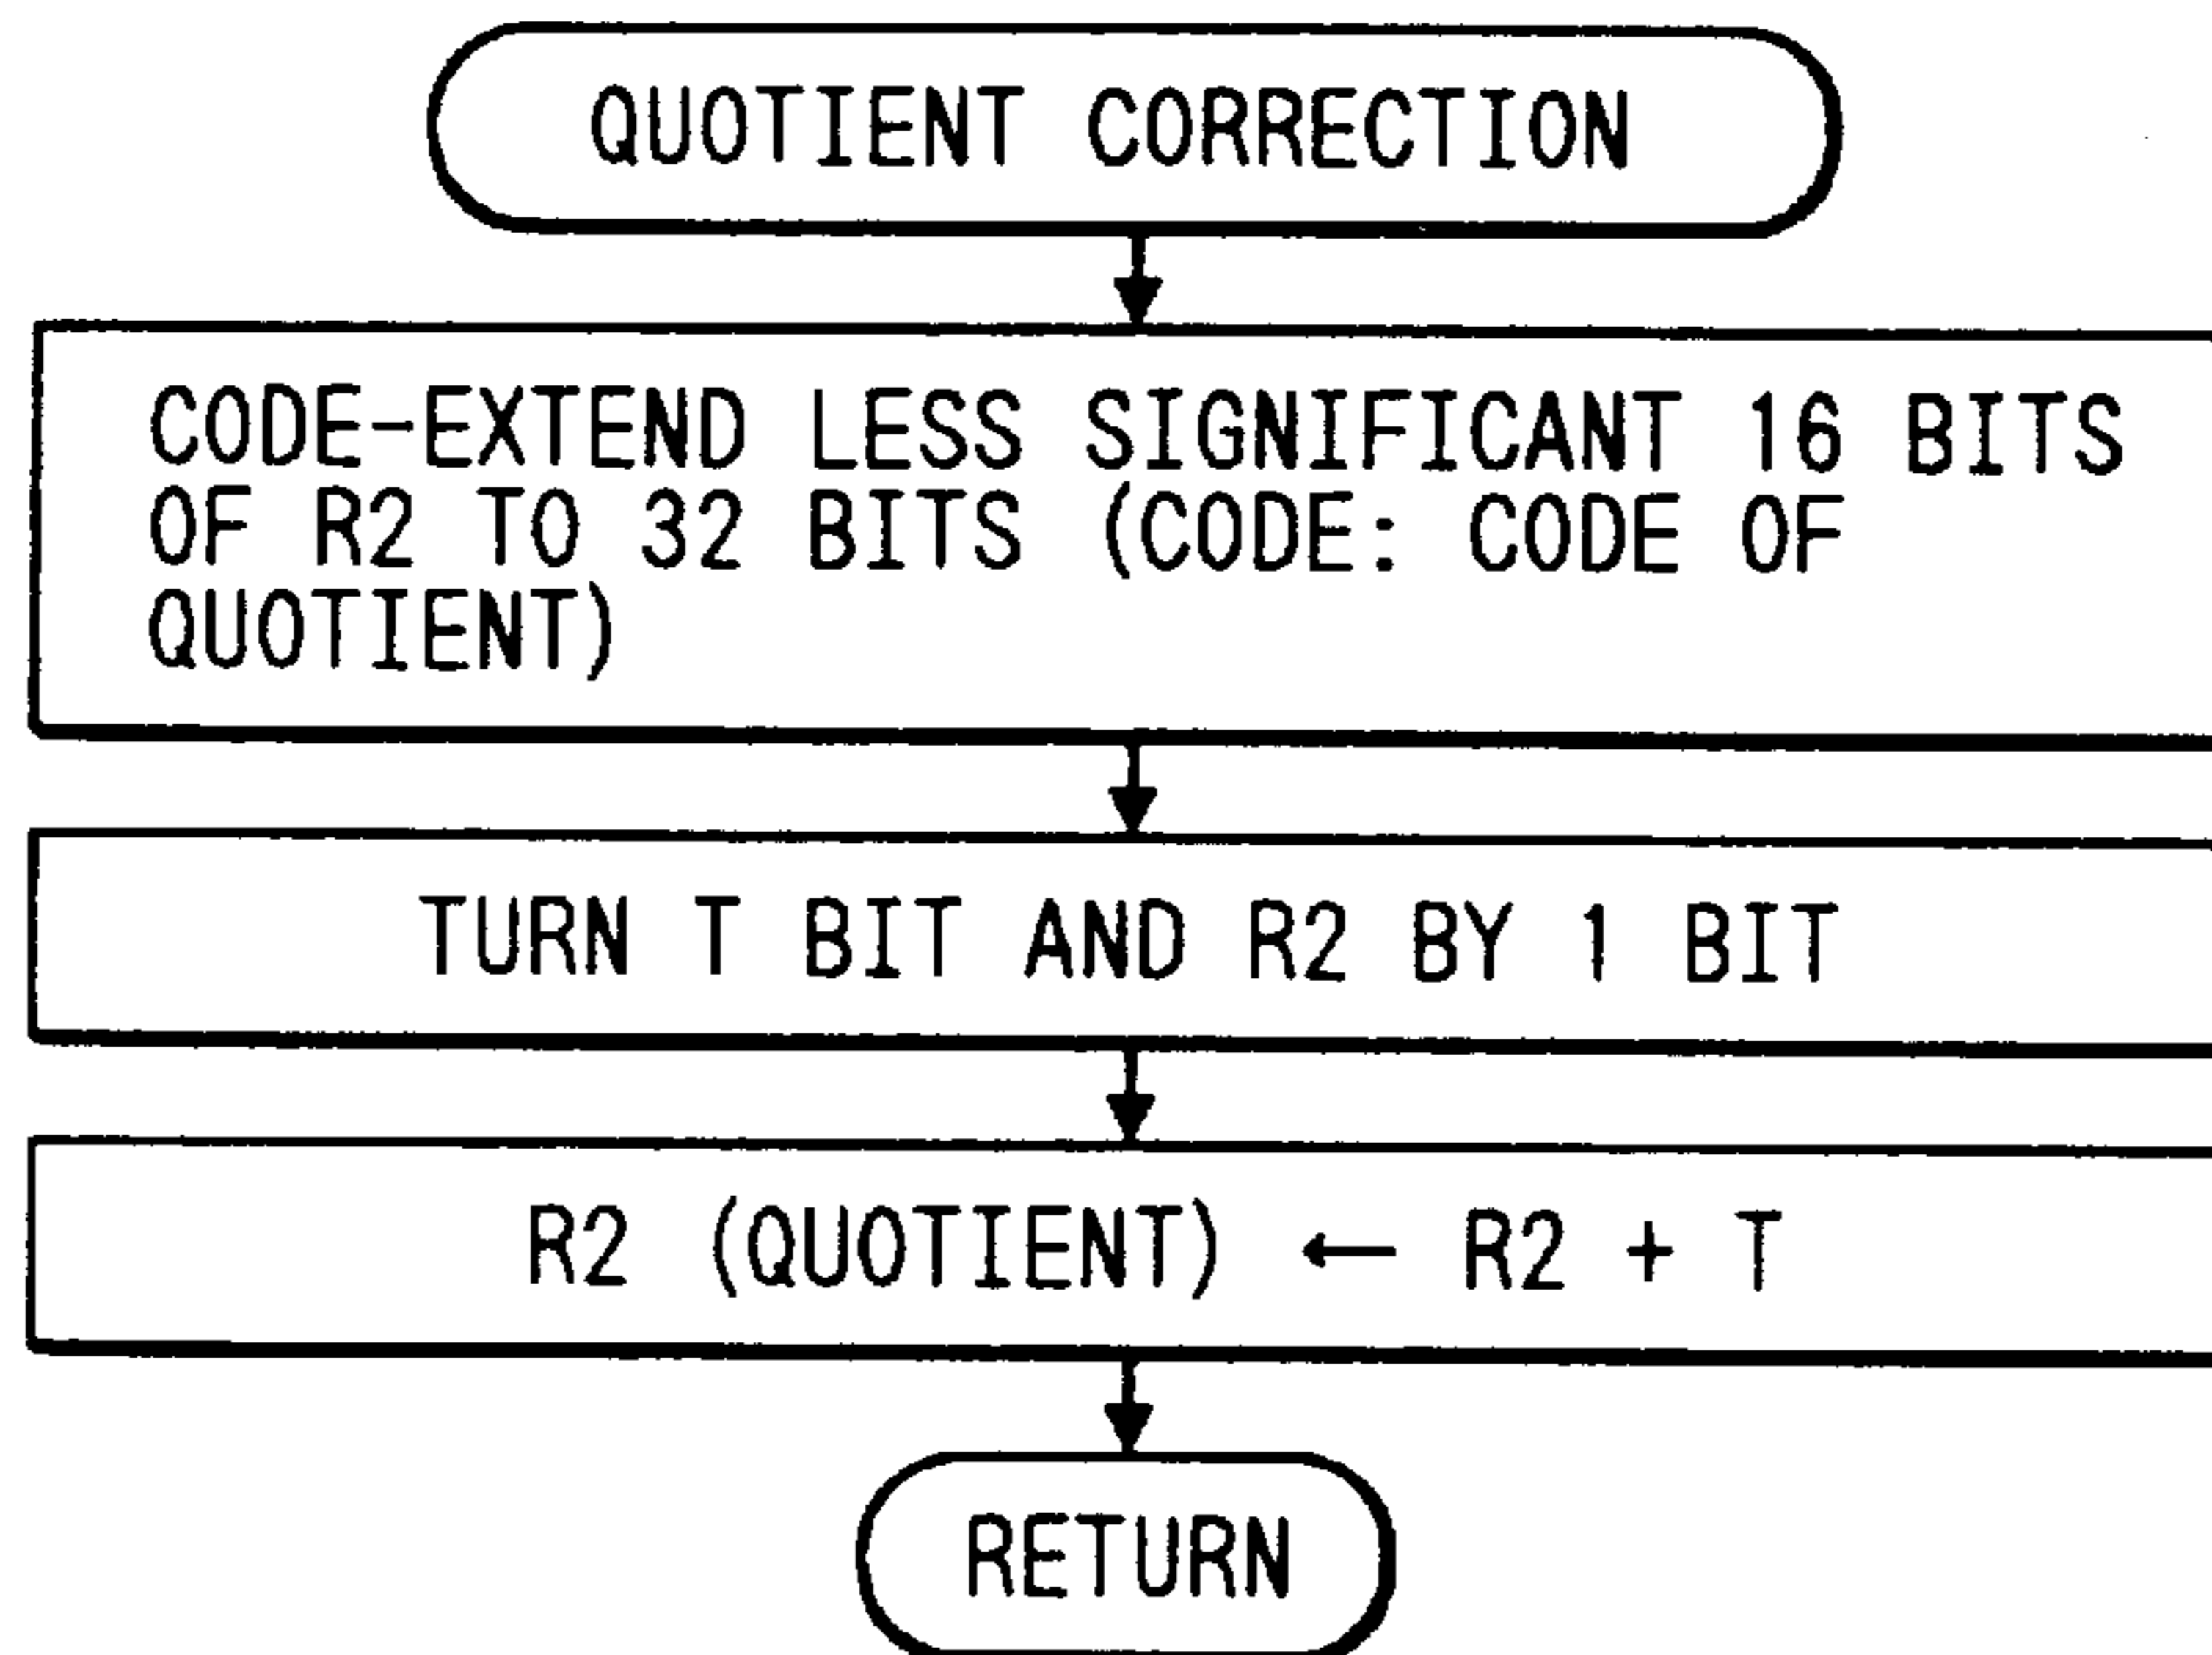 QUOTIENT CORRECTION
CODE-EXTEND LESS SIGNIFICANT 16 BITS
OF R2 TO 32 BITS (CODE: CODE OF
QUOTIENT)
TURN T BIT AND R2 BY 1 BIT
R2 (QUOTIENT) ← R2 + T
RETURN